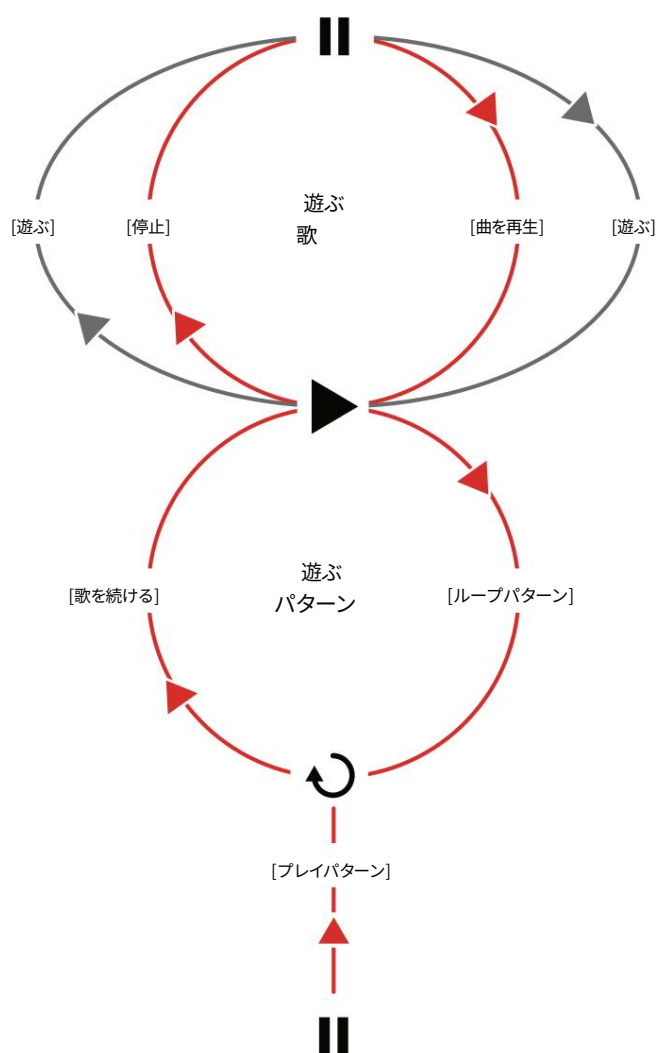 遊ぶ
歌
[遊ぶ]
[停止]
[曲を再生]
[遊ぶ]
遊ぶ
パターン
[歌を続ける]
[ループパターン]
[プレイパターン]